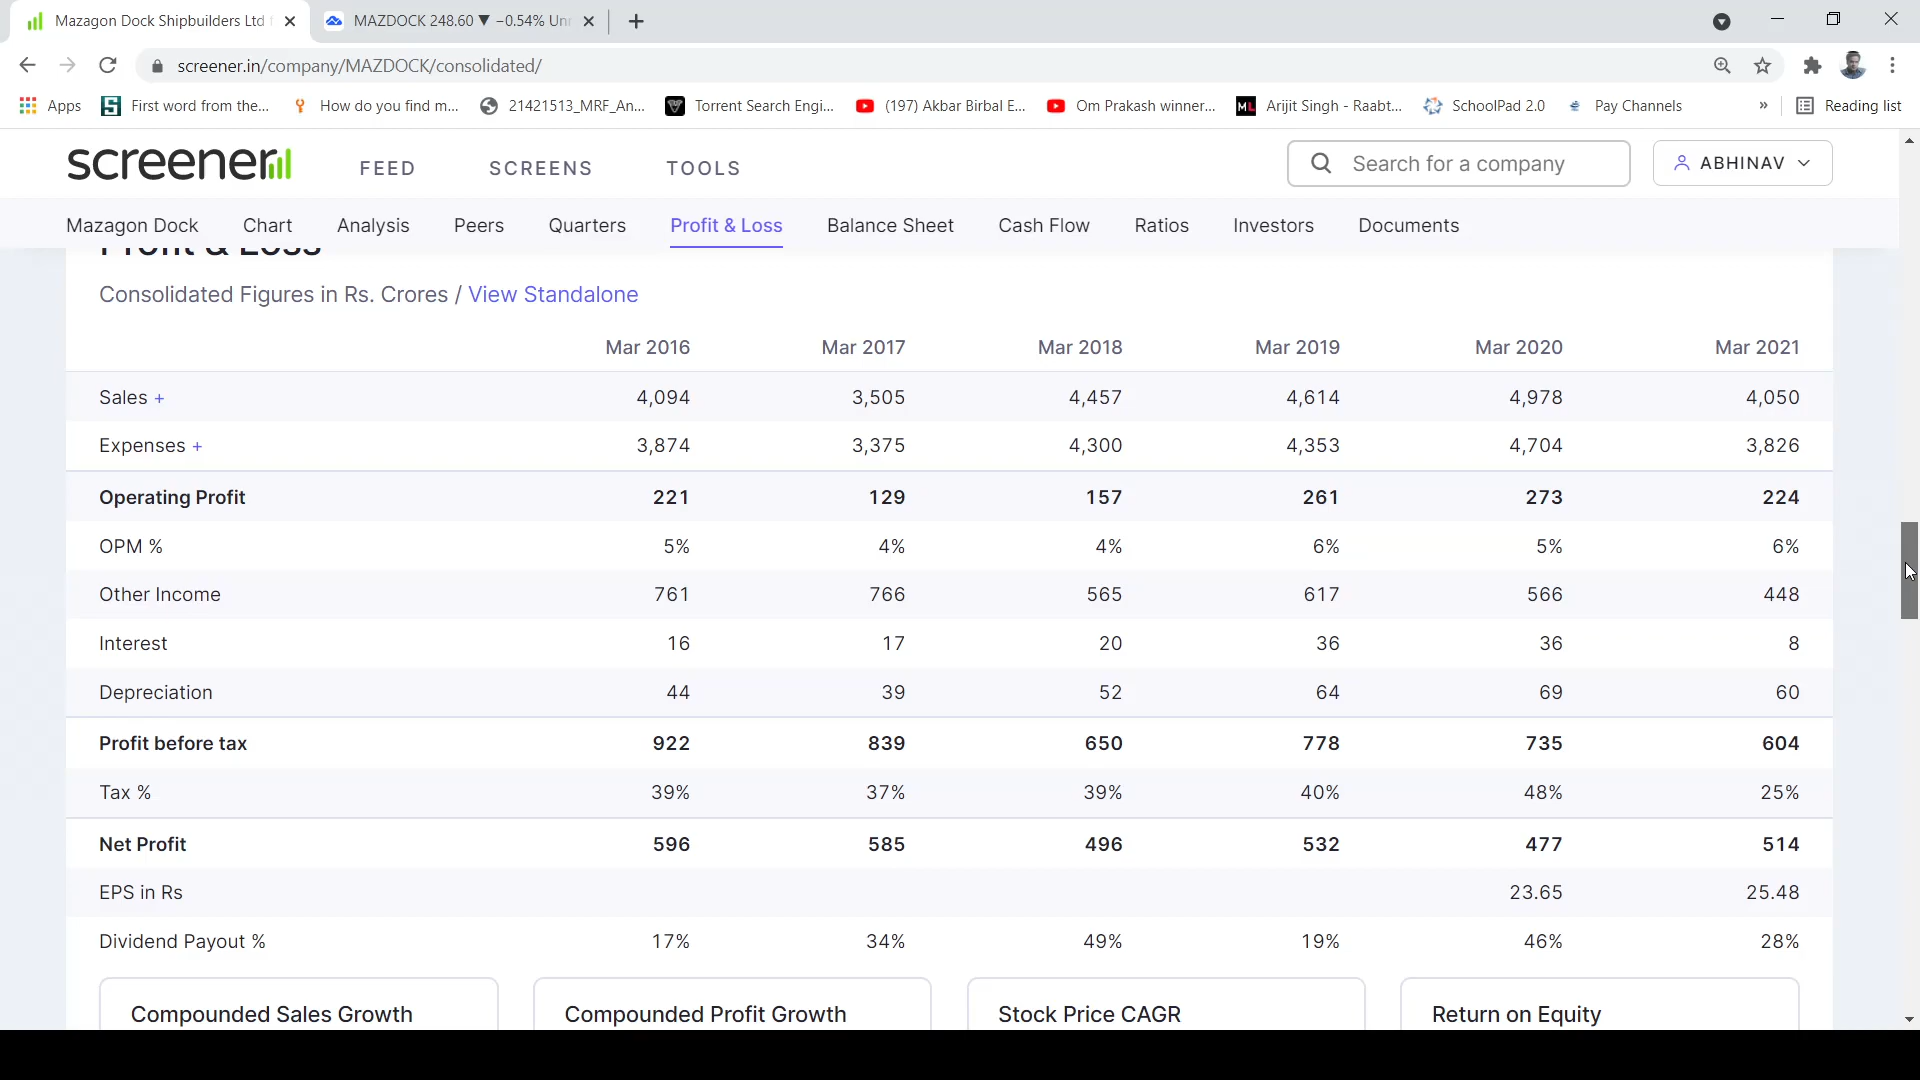 Mazagon Dock Shipbuilders Ltd f
MAZDOCK 248.60 ▼ −0.54% Un
screener.in/company/MAZDOCK/consolidated/
Apps
First word from the...
How do you find m...
21421513_MRF_An...
Torrent Search Engi...
(197) Akbar Birbal E...
Om Prakash winner...
ML
Arijit Singh - Raabt...
SchoolPad 2.0
Pay Channels
»
Reading list
screener
FEED
SCREENS
TOOLS
Search for a company
ABHINAV
Mazagon Dock Chart Analysis Peers Quarters Profit & Loss Balance Sheet Cash Flow Ratios Investors Documents
Profit & Loss
Consolidated Figures in Rs. Crores / View Standalone
Mar 2016 Mar 2017 Mar 2018 Mar 2019 Mar 2020 Mar 2021
Sales + 4,094 3,505 4,457 4,614 4,978 4,050
Expenses + 3,874 3,375 4,300 4,353 4,704 3,826
Operating Profit 221 129 157 261 273 224
OPM % 5% 4% 4% 6% 5% 6%
Other Income 761 766 565 617 566 448
Interest 16 17 20 36 36 8
Depreciation 44 39 52 64 69 60
Profit before tax 922 839 650 778 735 604
Tax % 39% 37% 39% 40% 48% 25%
Net Profit 596 585 496 532 477 514
EPS in Rs 23.65 25.48
Dividend Payout % 17% 34% 49% 19% 46% 28%
Compounded Sales Growth
Compounded Profit Growth
Stock Price CAGR
Return on Equity